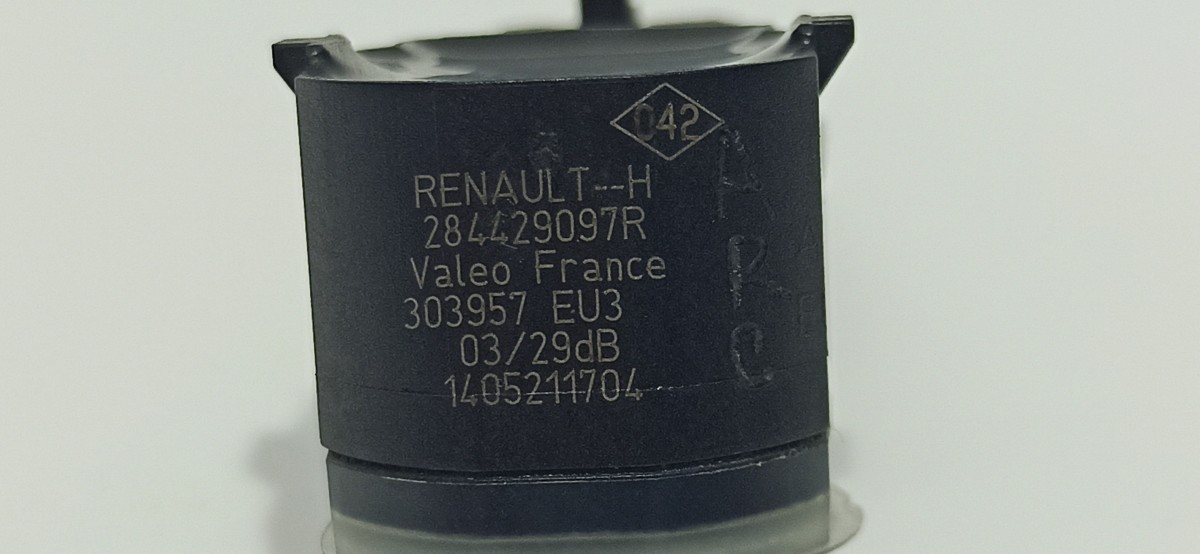 042
RENAULT--H
284429097R
Valeo France
303957 EU3
03/29dB
1405211704